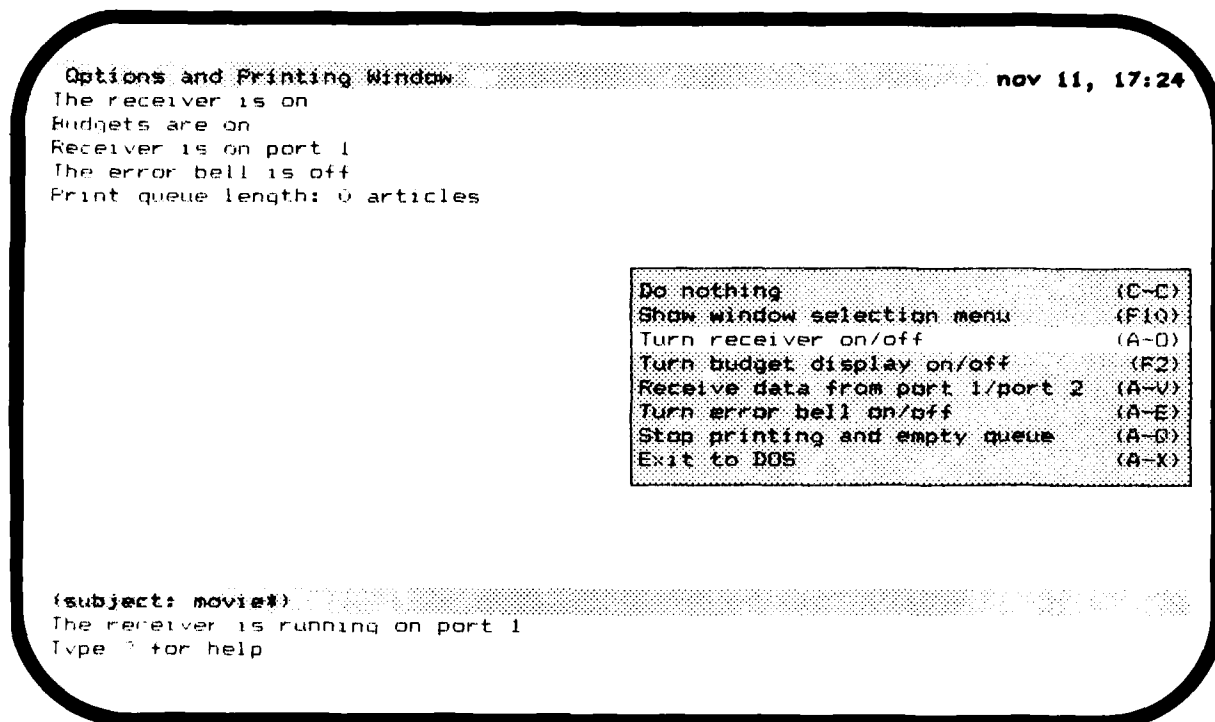 Options and Printing Window nov 11, 17:24
The receiver is on
Budgets are on
Receiver is on port 1
The error bell is off
Print queue length: 0 articles
Do nothing (C-C)
Show window selection menu (F10)
Turn receiver on/off (A-O)
Turn budget display on/off (F2)
Receive data from port 1/port 2 (A-V)
Turn error bell on/off (A-E)
Stop printing and empty queue (A-Q)
Exit to DOS (A-X)
(subject: movie*)
The receiver is running on port 1
Type ? for help